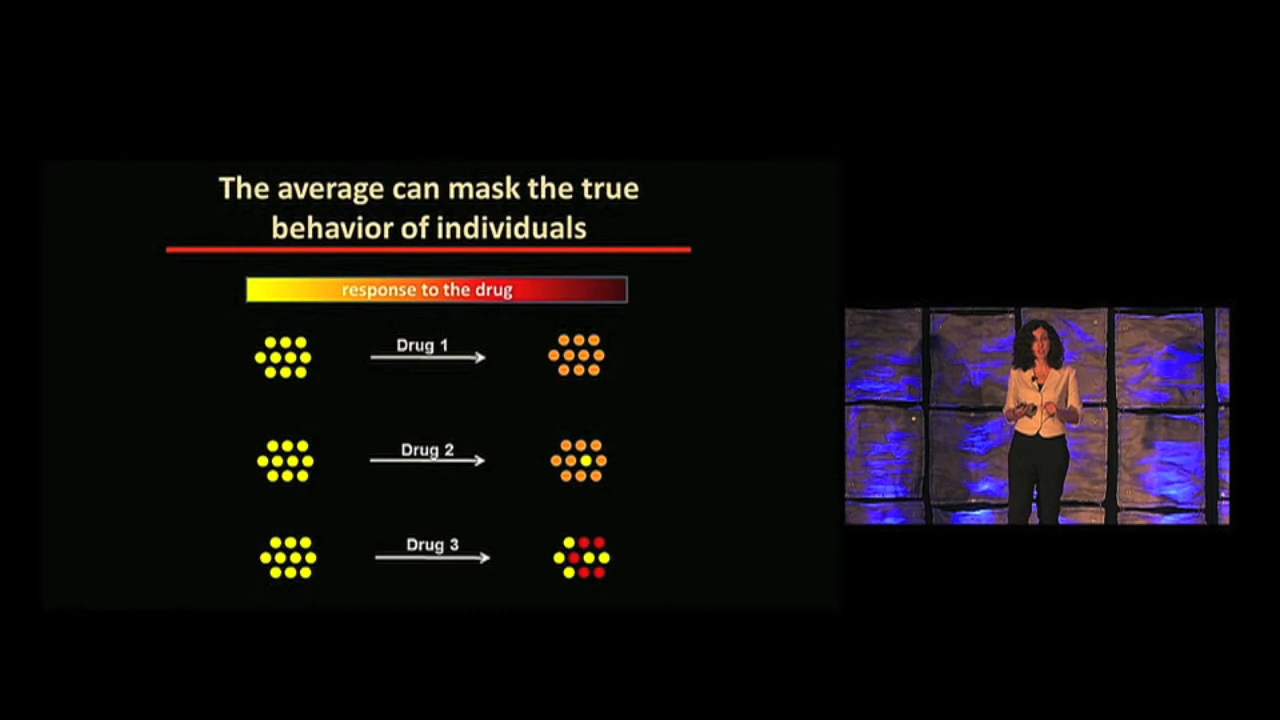 The average can mask the true
behavior of individuals
response to the drug
Drug 1
Drug 2
Drug 3